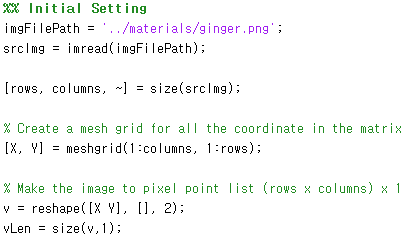 %% Initial Setting
imgFilePath = '../materials/ginger.png';
srcImg = imread(imgFilePath);
[rows, columns, ~] = size(srcImg);
% Create a mesh grid for all the coordinate in the matrix
[X, Y] = meshgrid(1:columns, 1:rows);
% Make the image to pixel point list (rows x columns) x 1
v = reshape([X Y], [], 2);
vLen = size(v,1);